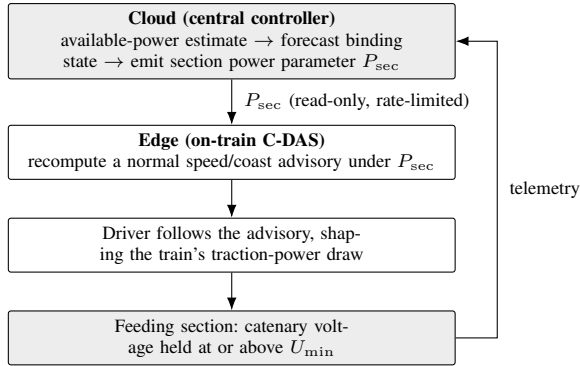 Cloud (central controller)
available-power estimate → forecast binding
state → emit section power parameter P_sec
P_sec (read-only, rate-limited)
Edge (on-train C-DAS)
recompute a normal speed/coast advisory under P_sec
telemetry
Driver follows the advisory, shap-
ing the train's traction-power draw
Feeding section: catenary volt-
age held at or above U_min